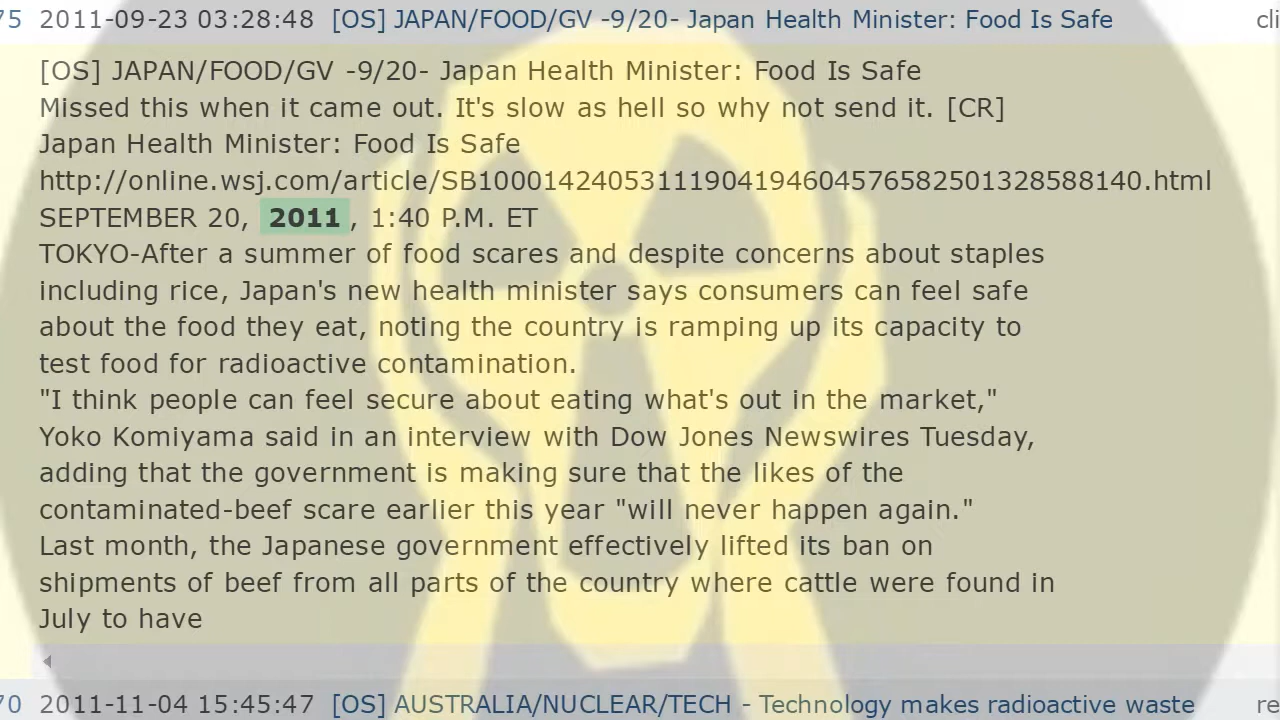 75 2011-09-23 03:28:48 [OS] JAPAN/FOOD/GV -9/20- Japan Health Minister: Food Is Safe cli
[OS] JAPAN/FOOD/GV -9/20- Japan Health Minister: Food Is Safe
Missed this when it came out. It's slow as hell so why not send it. [CR]
Japan Health Minister: Food Is Safe
http://online.wsj.com/article/SB10001424053111904194604576582501328588140.html
SEPTEMBER 20, 2011, 1:40 P.M. ET
TOKYO-After a summer of food scares and despite concerns about staples
including rice, Japan's new health minister says consumers can feel safe
about the food they eat, noting the country is ramping up its capacity to
test food for radioactive contamination.
"I think people can feel secure about eating what's out in the market,"
Yoko Komiyama said in an interview with Dow Jones Newswires Tuesday,
adding that the government is making sure that the likes of the
contaminated-beef scare earlier this year "will never happen again."
Last month, the Japanese government effectively lifted its ban on
shipments of beef from all parts of the country where cattle were found in
July to have
70 2011-11-04 15:45:47 [OS] AUSTRALIA/NUCLEAR/TECH - Technology makes radioactive waste re